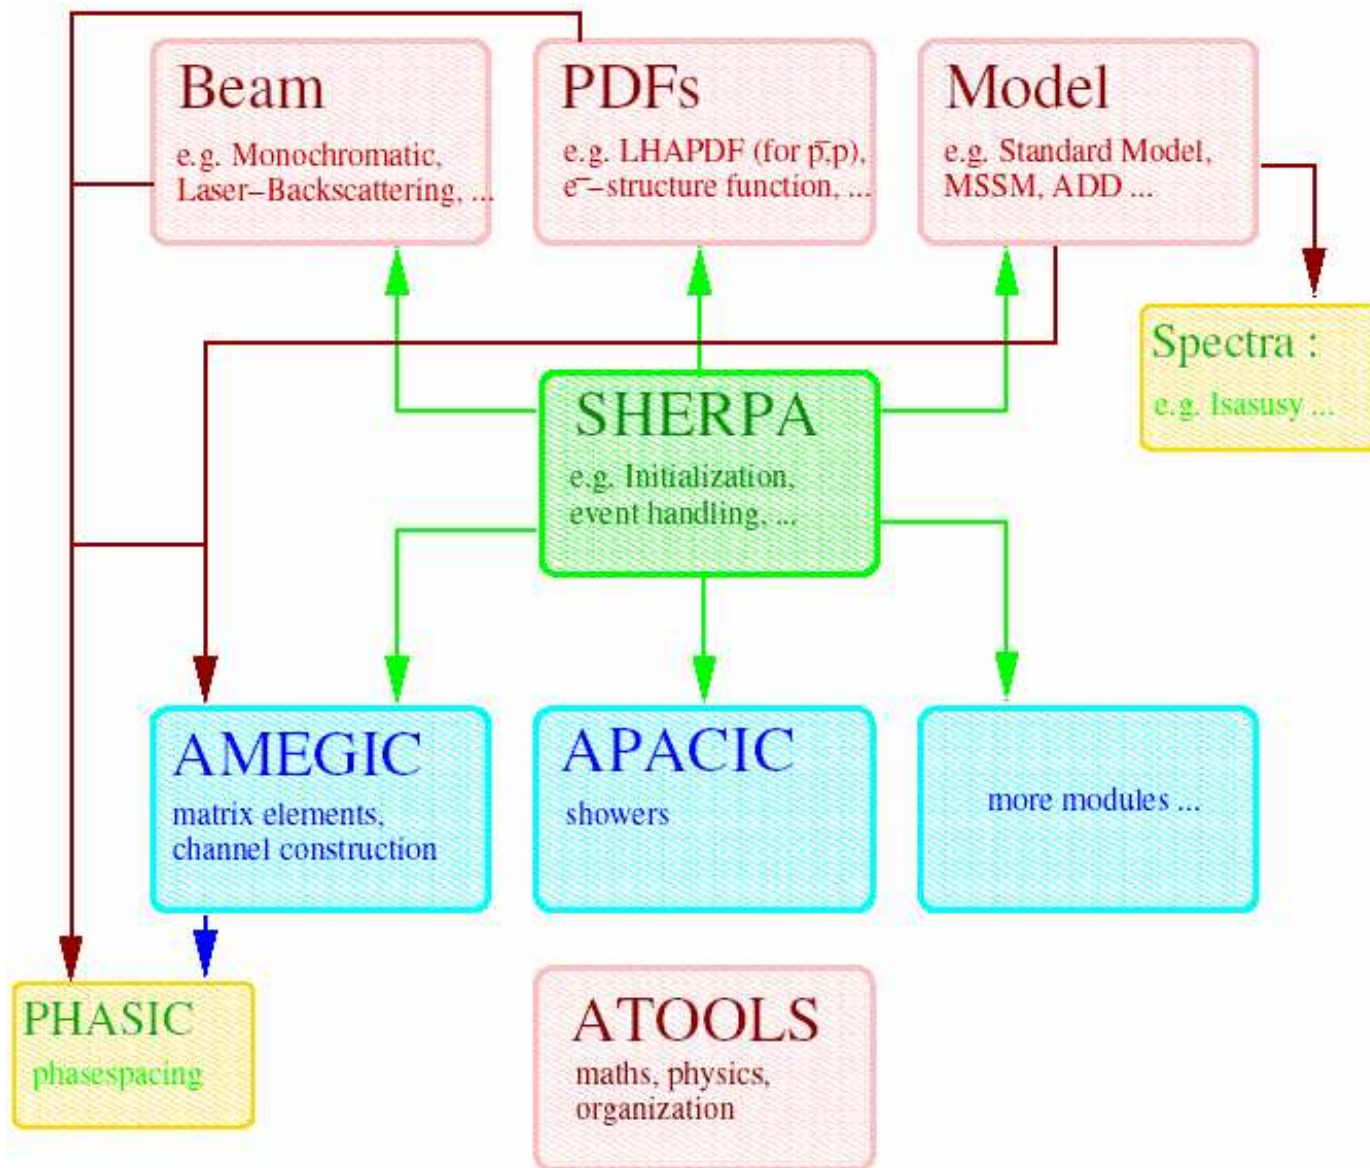 Beam
e.g. Monochromatic,
Laser–Backscattering, ...
PDFs
e.g. LHAPDF (for p̄,p),
e⁻–structure function, ...
Model
e.g. Standard Model,
MSSM, ADD ...
Spectra :
e.g. Isasusy ...
SHERPA
e.g. Initialization,
event handling, ...
AMEGIC
matrix elements,
channel construction
APACIC
showers
more modules ...
PHASIC
phasespacing
ATOOLS
maths, physics,
organization